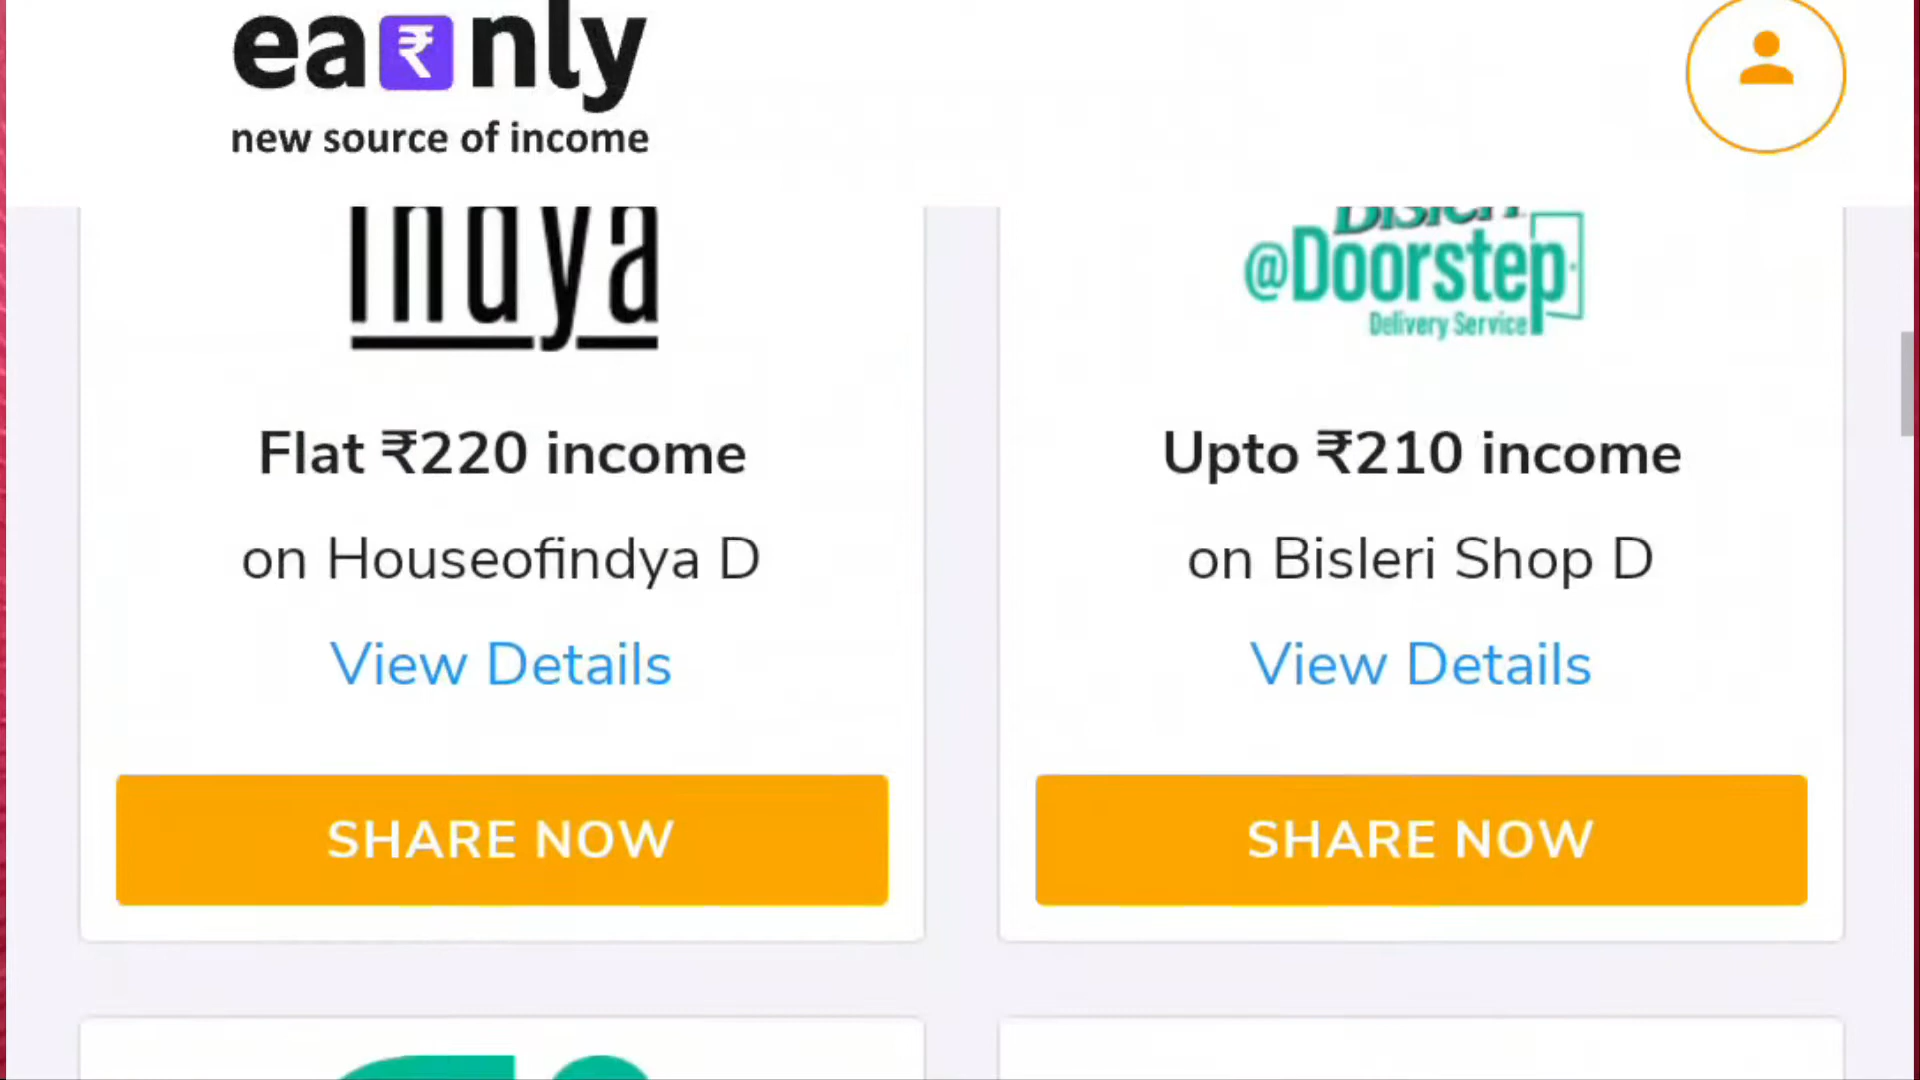 ea₹nly
new source of income
indya
Bisleri
@Doorstep
Delivery Service
Flat ₹220 income
on Houseofindya D
View Details
SHARE NOW
Upto ₹210 income
on Bisleri Shop D
View Details
SHARE NOW